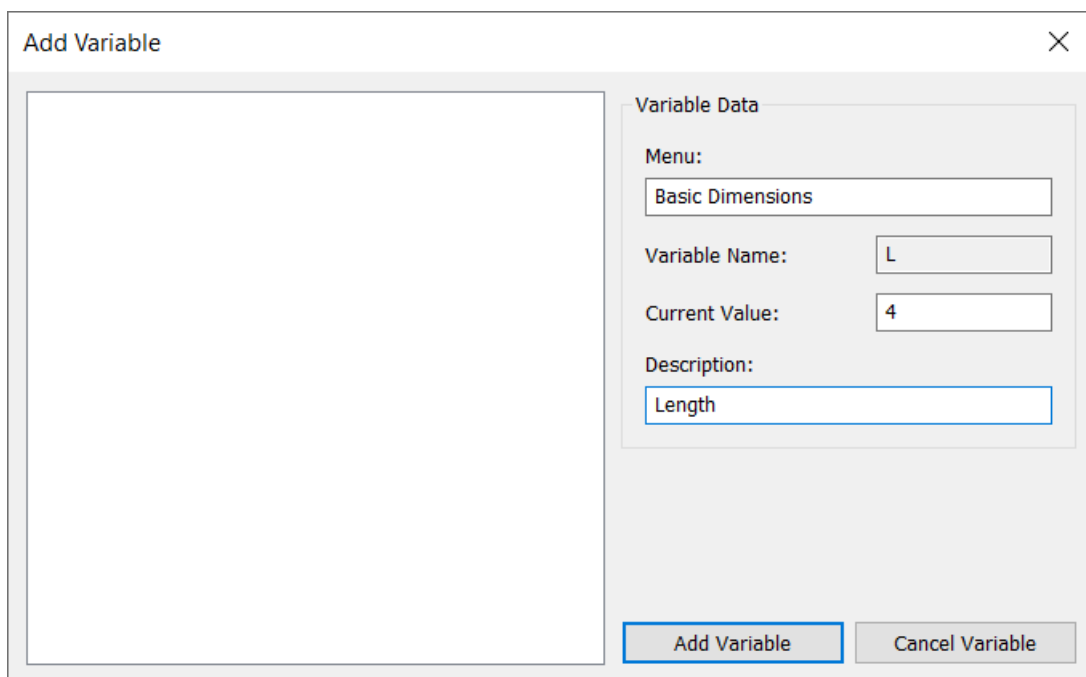 Add Variable
Variable Data
Menu:
Basic Dimensions
Variable Name:
L
Current Value:
4
Description:
Length
Add Variable
Cancel Variable